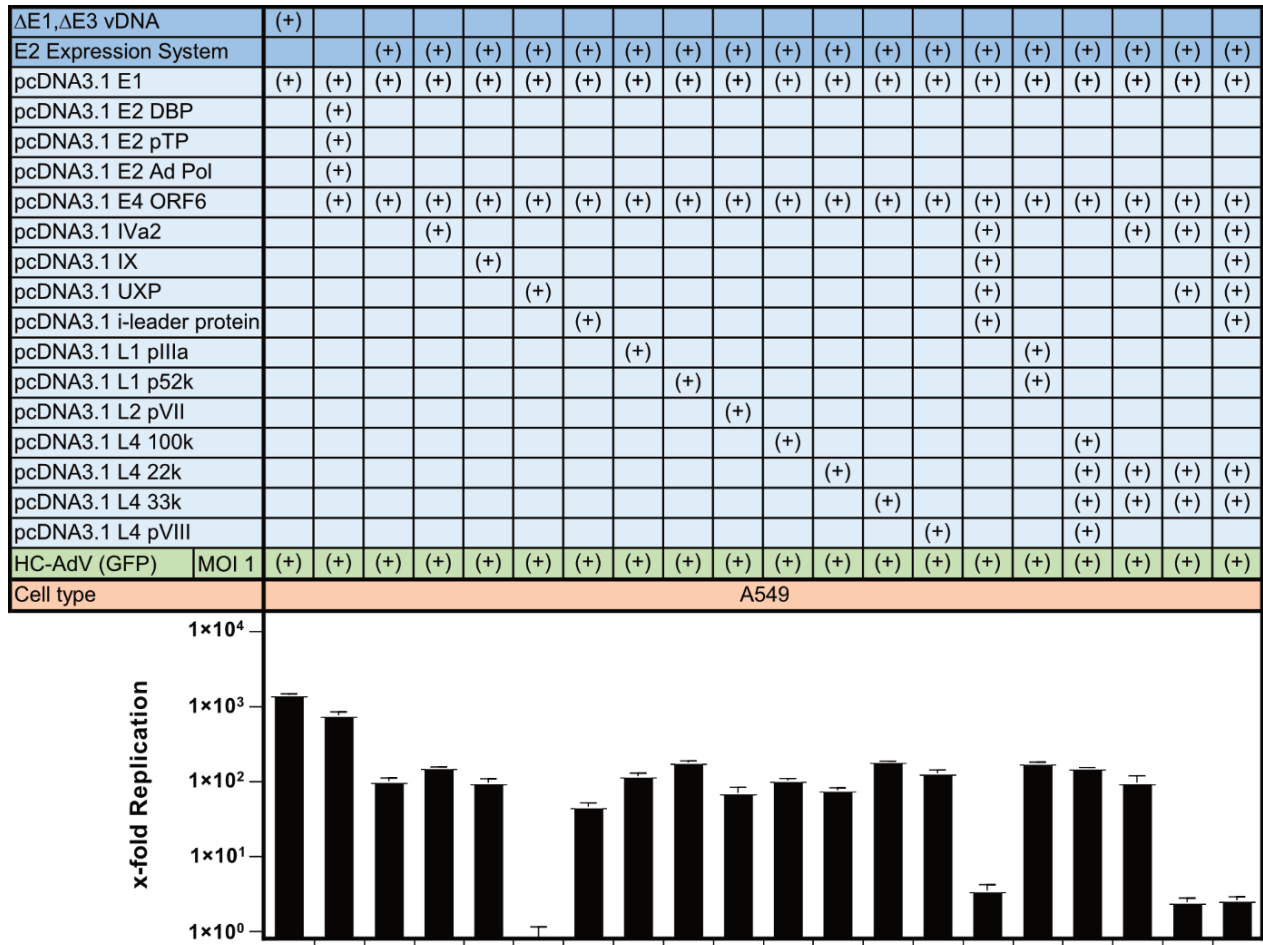 ΔE1,ΔE3 vDNA (+)
E2 Expression System (+) (+) (+) (+) (+) (+) (+) (+) (+) (+) (+) (+) (+) (+) (+) (+) (+) (+)
pcDNA3.1 E1 (+) (+) (+) (+) (+) (+) (+) (+) (+) (+) (+) (+) (+) (+) (+) (+) (+) (+) (+) (+)
pcDNA3.1 E2 DBP (+)
pcDNA3.1 E2 pTP (+)
pcDNA3.1 E2 Ad Pol (+)
pcDNA3.1 E4 ORF6 (+) (+) (+) (+) (+) (+) (+) (+) (+) (+) (+) (+) (+) (+) (+) (+) (+) (+) (+)
pcDNA3.1 IVa2 (+) (+) (+) (+) (+)
pcDNA3.1 IX (+) (+) (+)
pcDNA3.1 UXP (+) (+) (+) (+)
pcDNA3.1 i-leader protein (+) (+) (+)
pcDNA3.1 L1 pIIIa (+) (+)
pcDNA3.1 L1 p52k (+) (+)
pcDNA3.1 L2 pVII (+)
pcDNA3.1 L4 100k (+) (+)
pcDNA3.1 L4 22k (+) (+) (+) (+) (+)
pcDNA3.1 L4 33k (+) (+) (+) (+) (+)
pcDNA3.1 L4 pVIII (+) (+)
HC-AdV (GFP) MOI 1 (+) (+) (+) (+) (+) (+) (+) (+) (+) (+) (+) (+) (+) (+) (+) (+) (+) (+) (+) (+)
Cell type A549
x-fold Replication
1×10⁴
1×10³
1×10²
1×10¹
1×10⁰